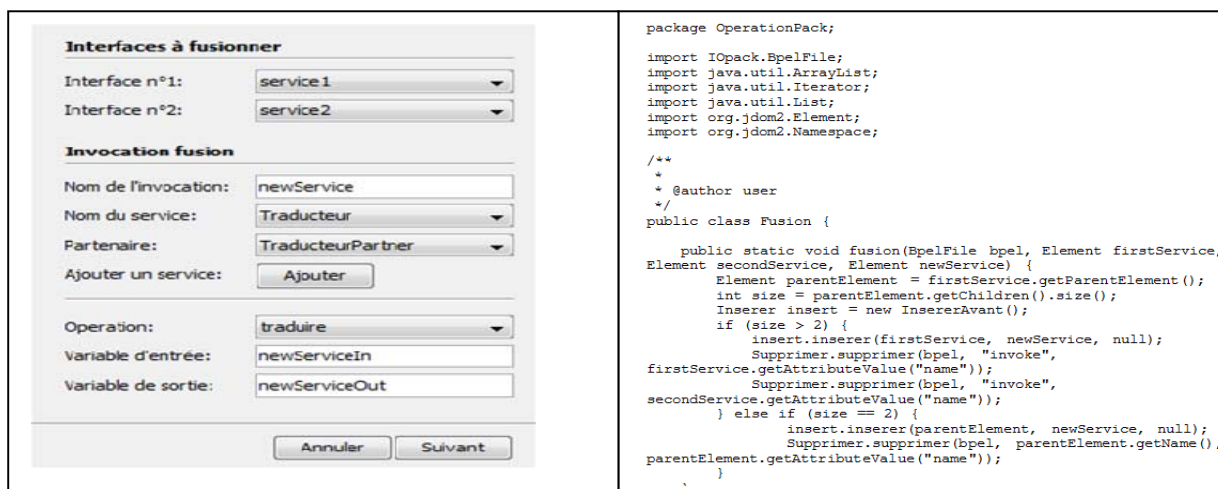 Interfaces à fusionner
Interface n°1: service1
Interface n°2: service2
Invocation fusion
Nom de l'invocation: newService
Nom du service: Traducteur
Partenaire: TraducteurPartner
Ajouter un service: Ajouter
Operation: traduire
Variable d'entrée: newServiceIn
Variable de sortie: newServiceOut
Annuler Suivant
package OperationPack;
import IOpack.BpelFile;
import java.util.ArrayList;
import java.util.Iterator;
import java.util.List;
import org.jdom2.Element;
import org.jdom2.Namespace;
/**
*
* @author user
*/
public class Fusion {
public static void fusion(BpelFile bpel, Element firstService,
Element secondService, Element newService) {
Element parentElement = firstService.getParentElement();
int size = parentElement.getChildren().size();
Inserer insert = new InsererAvant();
if (size > 2) {
insert.inserer(firstService, newService, null);
Supprimer.supprimer(bpel, "invoke",
firstService.getAttributeValue("name"));
Supprimer.supprimer(bpel, "invoke",
secondService.getAttributeValue("name"));
} else if (size == 2) {
insert.inserer(parentElement, newService, null);
Supprimer.supprimer(bpel, parentElement.getName(),
parentElement.getAttributeValue("name"));
}